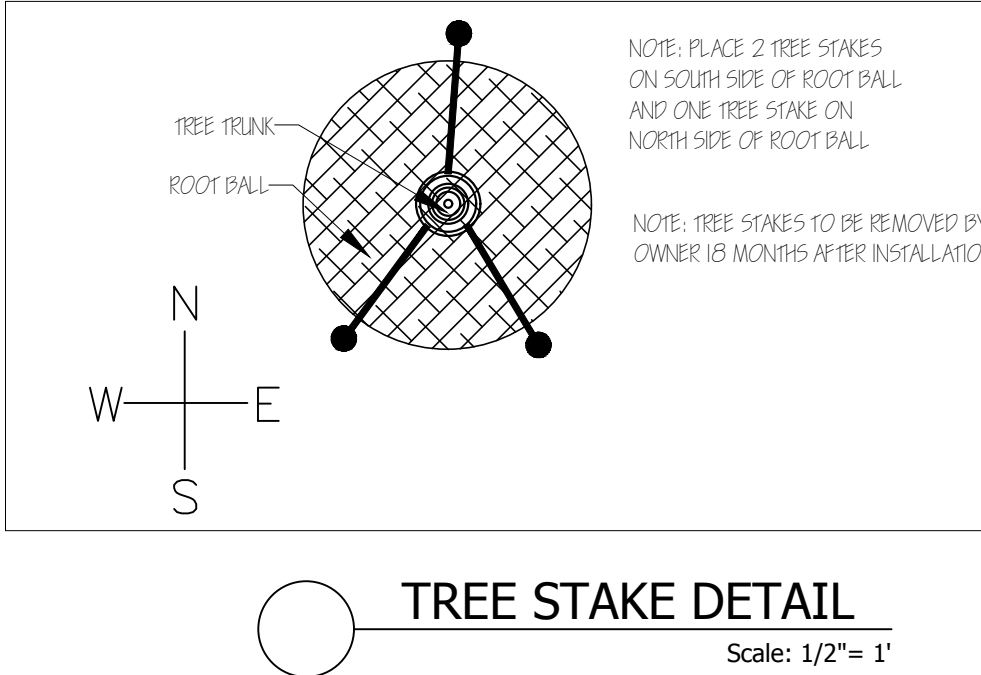 NOTE: PLACE 2 TREE STAKES
ON SOUTH SIDE OF ROOT BALL
AND ONE TREE STAKE ON
NORTH SIDE OF ROOT BALL
TREE TRUNK
ROOT BALL
NOTE: TREE STAKES TO BE REMOVED BY
OWNER 18 MONTHS AFTER INSTALLATIO
N
W
E
S
TREE STAKE DETAIL
Scale: 1/2"= 1'